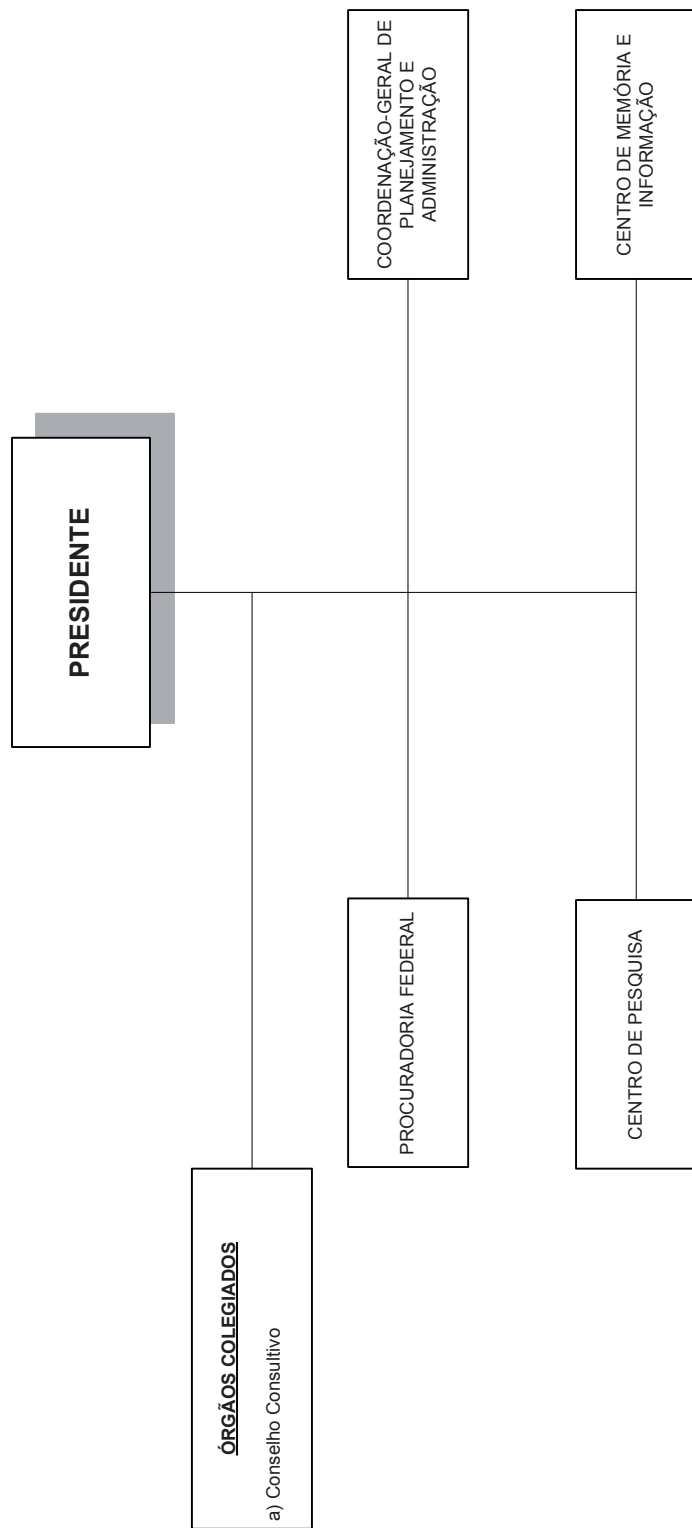 PRESIDENTE
ÓRGÃOS COLEGIADOS
a) Conselho Consultivo
PROCURADORIA FEDERAL
COORDENAÇÃO-GERAL DE
PLANEJAMENTO E
ADMINISTRAÇÃO
CENTRO DE PESQUISA
CENTRO DE MEMÓRIA E
INFORMAÇÃO